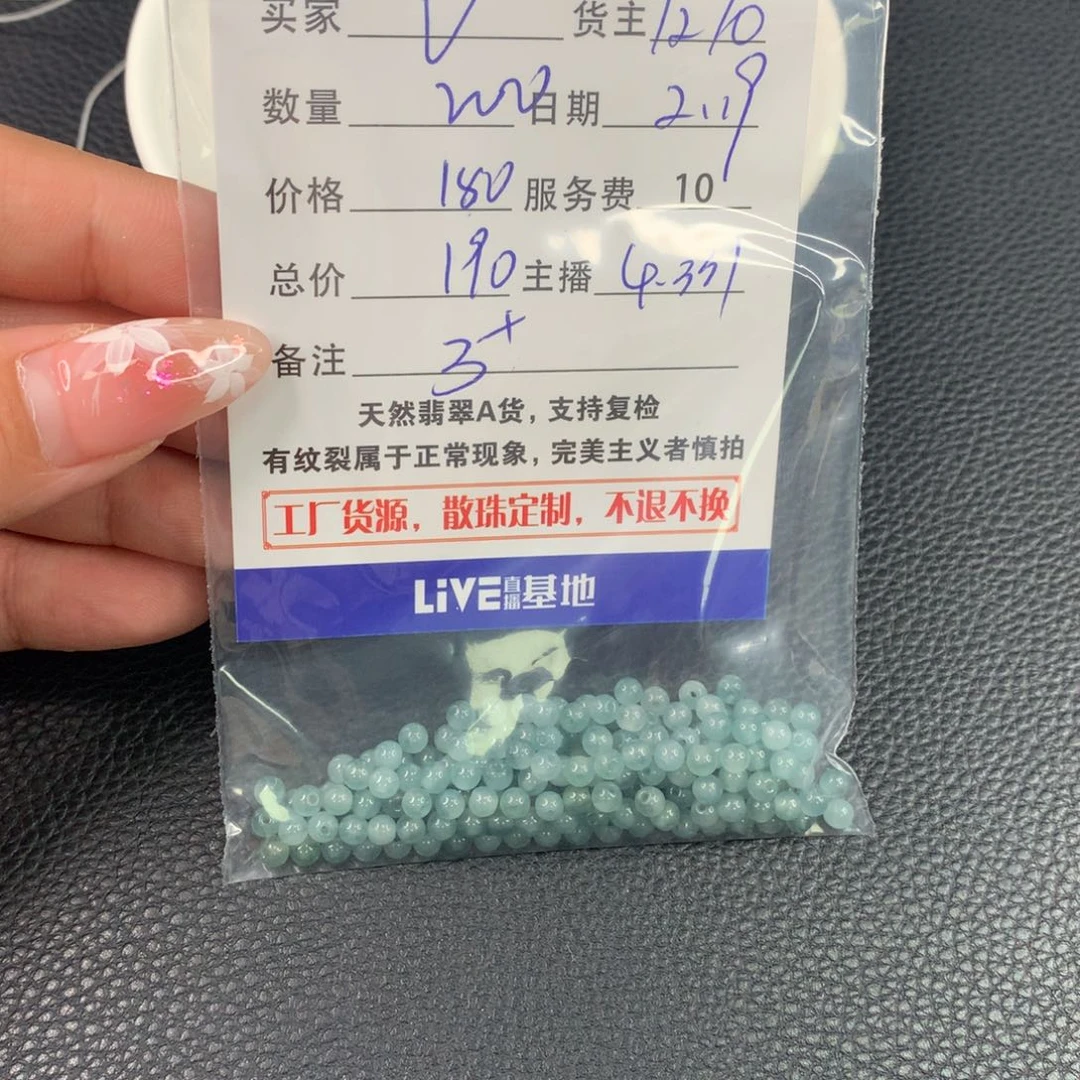 买家 V 货主 1210
数量 200 日期 2.19
价格 180 服务费 10
总价 190 主播
备注 3+
天然翡翠A货，支持复检
有纹裂属于正常现象，完美主义者慎拍
工厂货源，散珠定制，不退不换
LiVE直播基地